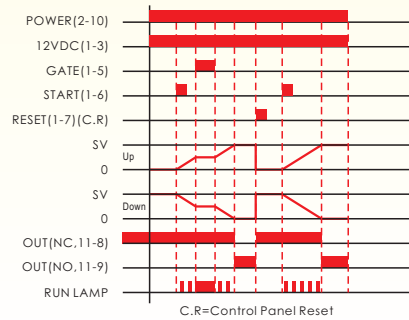 POWER(2-10)
12VDC(1-3)
GATE(1-5)
START(1-6)
RESET(1-7)(C.R)
SV
Up
0
SV
Down
0
OUT(NC,11-8)
OUT(NO,11-9)
RUN LAMP
C.R=Control Panel Reset